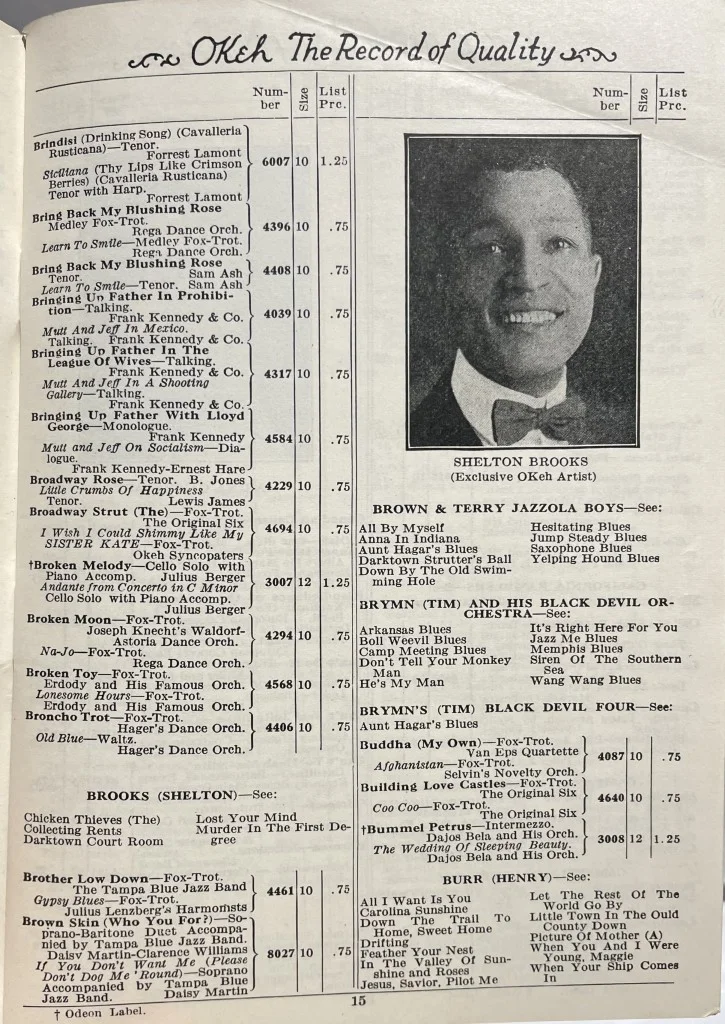 OKeh The Record of Quality
Num-
ber
Size
List
Prc.
Brindisi (Drinking Song) (Cavalleria
Rusticana)—Tenor.
Forrest Lamont
Siciliana (Thy Lips Like Crimson
Berries) (Cavalleria Rusticana)
Tenor with Harp.
Forrest Lamont
6007 10 1.25
Bring Back My Blushing Rose
Medley Fox-Trot.
Rega Dance Orch.
Learn To Smile—Medley Fox-Trot.
Rega Dance Orch.
4396 10 .75
Bring Back My Blushing Rose
Tenor. Sam Ash
Learn To Smile—Tenor. Sam Ash
4408 10 .75
Bringing Up Father In Prohibi-
tion—Talking.
Frank Kennedy & Co.
Mutt And Jeff In Mexico.
Talking. Frank Kennedy & Co.
4039 10 .75
Bringing Up Father In The
League Of Wives—Talking.
Frank Kennedy & Co.
Mutt And Jeff In A Shooting
Gallery—Talking.
Frank Kennedy & Co.
4317 10 .75
Bringing Up Father With Lloyd
George—Monologue.
Frank Kennedy
Mutt and Jeff On Socialism—Dia-
logue.
Frank Kennedy-Ernest Hare
4584 10 .75
Broadway Rose—Tenor. B. Jones
Little Crumbs Of Happiness
Tenor. Lewis James
4229 10 .75
Broadway Strut (The)—Fox-Trot.
The Original Six
I Wish I Could Shimmy Like My
SISTER KATE—Fox-Trot.
Okeh Syncopaters
4694 10 .75
†Broken Melody—Cello Solo with
Piano Accomp. Julius Berger
Andante from Concerto in C Minor
Cello Solo with Piano Accomp.
Julius Berger
3007 12 1.25
Broken Moon—Fox-Trot.
Joseph Knecht's Waldorf-
Astoria Dance Orch.
Na-Jo—Fox-Trot.
Rega Dance Orch.
4294 10 .75
Broken Toy—Fox-Trot.
Erdody and His Famous Orch.
Lonesome Hours—Fox-Trot.
Erdody and His Famous Orch.
4568 10 .75
Broncho Trot—Fox-Trot.
Hager's Dance Orch.
Old Blue—Waltz.
Hager's Dance Orch.
4406 10 .75
BROOKS (SHELTON)—See:
Chicken Thieves (The)
Collecting Rents
Darktown Court Room
Lost Your Mind
Murder In The First De-
gree
Brother Low Down—Fox-Trot.
The Tampa Blue Jazz Band
Gypsy Blues—Fox-Trot.
Julius Lenzberg's Harmonists
4461 10 .75
Brown Skin (Who You For?)—So-
prano-Baritone Duet Accompa-
nied by Tampa Blue Jazz Band.
Daisy Martin-Clarence Williams
If You Don't Want Me (Please
Don't Dog Me 'Round)—Soprano
Accompanied by Tampa Blue
Jazz Band. Daisy Martin
8027 10 .75
† Odeon Label.
Num-
ber
Size
List
Prc.
SHELTON BROOKS
(Exclusive OKeh Artist)
BROWN & TERRY JAZZOLA BOYS—See:
All By Myself
Anna In Indiana
Aunt Hagar's Blues
Darktown Strutter's Ball
Down By The Old Swim-
ming Hole
Hesitating Blues
Jump Steady Blues
Saxophone Blues
Yelping Hound Blues
BRYMN (TIM) AND HIS BLACK DEVIL OR-
CHESTRA—See:
Arkansas Blues
Boll Weevil Blues
Camp Meeting Blues
Don't Tell Your Monkey
Man
He's My Man
It's Right Here For You
Jazz Me Blues
Memphis Blues
Siren Of The Southern
Sea
Wang Wang Blues
BRYMN'S (TIM) BLACK DEVIL FOUR—See:
Aunt Hagar's Blues
Buddha (My Own)—Fox-Trot.
Van Eps Quartette
Afghanistan—Fox-Trot.
Selvin's Novelty Orch.
4087 10 .75
Building Love Castles—Fox-Trot.
The Original Six
Coo Coo—Fox-Trot.
The Original Six
4640 10 .75
†Bummel Petrus—Intermezzo.
Dajos Bela and His Orch.
The Wedding Of Sleeping Beauty.
Dajos Bela and His Orch.
3008 12 1.25
BURR (HENRY)—See:
All I Want Is You
Carolina Sunshine
Down The Trail To
Home, Sweet Home
Drifting
Feather Your Nest
In The Valley Of Sun-
shine and Roses
Jesus, Savior, Pilot Me
Let The Rest Of The
World Go By
Little Town In The Ould
County Down
Picture Of Mother (A)
When You And I Were
Young, Maggie
When Your Ship Comes
In
15